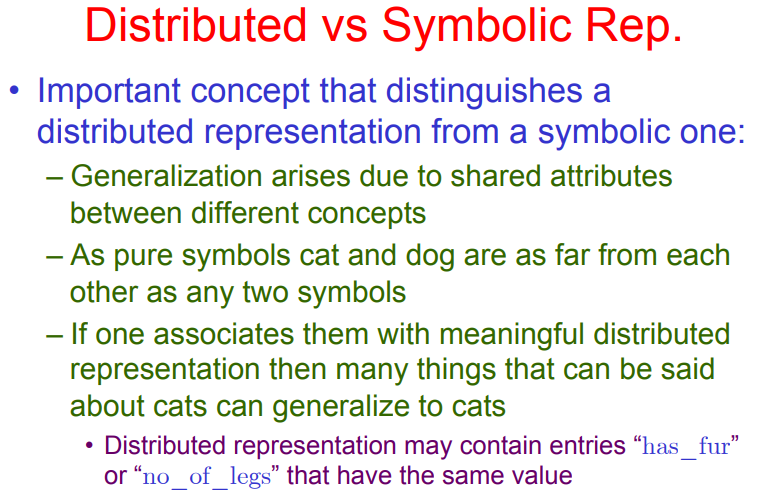 Distributed vs Symbolic Rep.
• Important concept that distinguishes a
distributed representation from a symbolic one:
– Generalization arises due to shared attributes
between different concepts
– As pure symbols cat and dog are as far from each
other as any two symbols
– If one associates them with meaningful distributed
representation then many things that can be said
about cats can generalize to cats
• Distributed representation may contain entries “has_fur”
or “no_of_legs” that have the same value